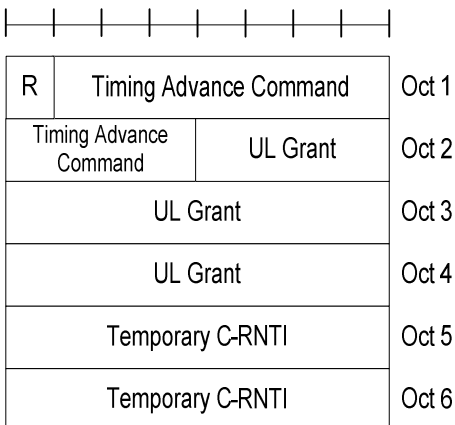 R Timing Advance Command Oct 1
Timing Advance
Command UL Grant Oct 2
UL Grant Oct 3
UL Grant Oct 4
Temporary C-RNTI Oct 5
Temporary C-RNTI Oct 6